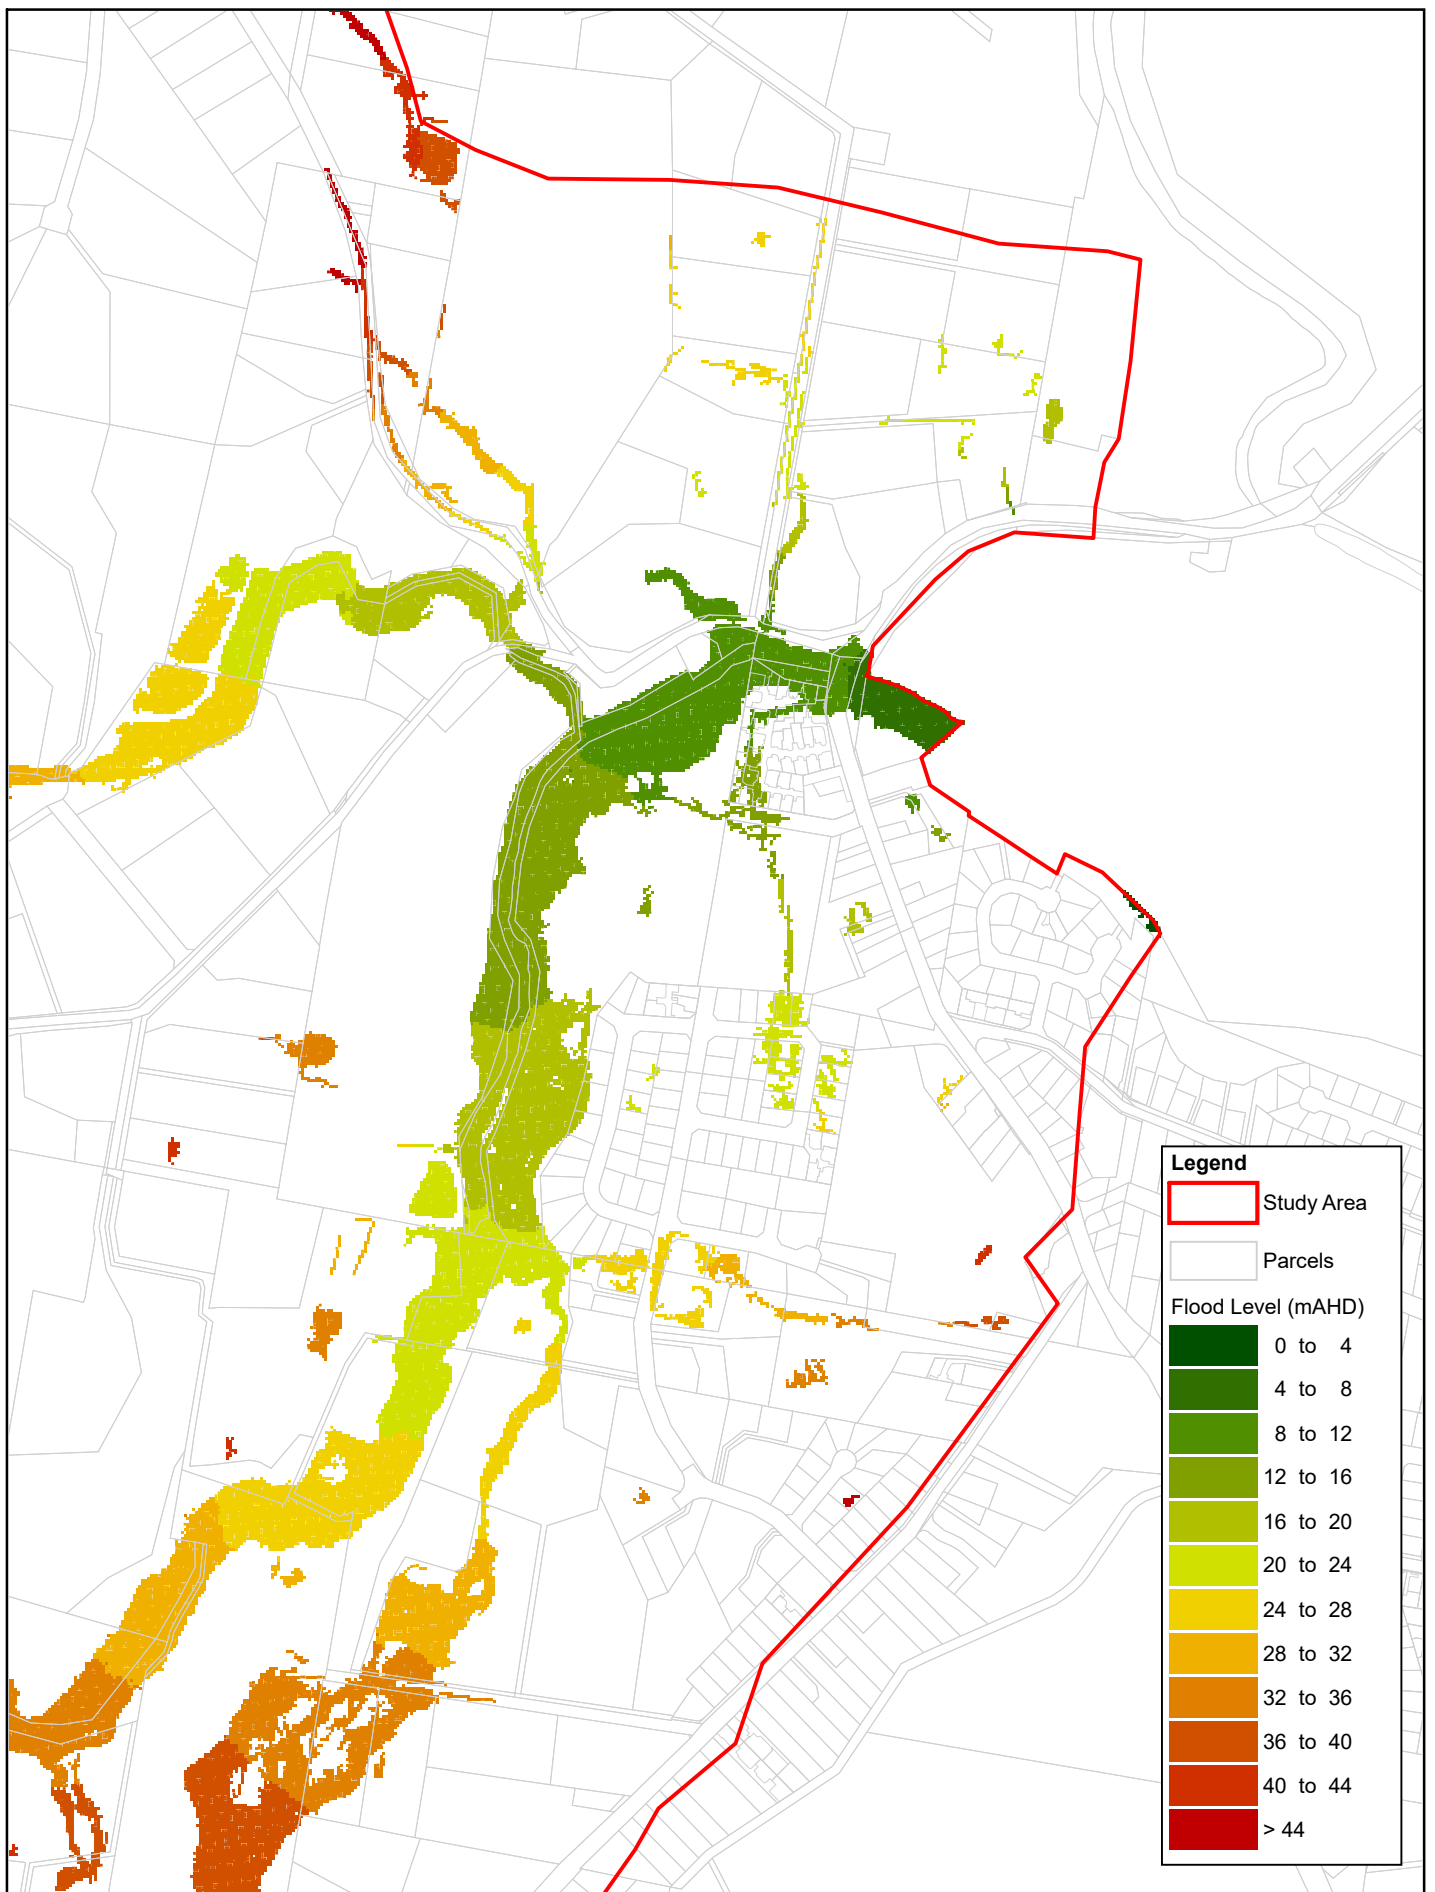 Legend
Study Area
Parcels
Flood Level (mAHD)
0 to 4
4 to 8
8 to 12
12 to 16
16 to 20
20 to 24
24 to 28
28 to 32
32 to 36
36 to 40
40 to 44
> 44